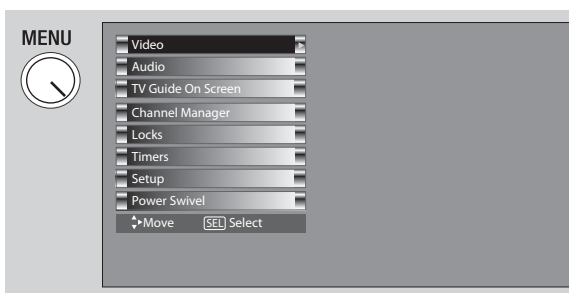 MENU
Video
Audio
TV Guide On Screen
Channel Manager
Locks
Timers
Setup
Power Swivel
Move SEL Select